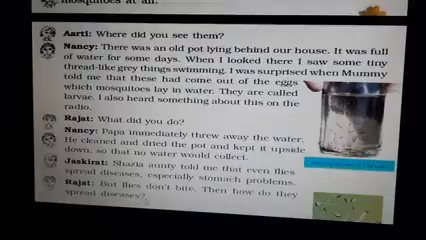 mosquitoes at all.
Aarti: Where did you see them?
Nancy: There was an old pot lying behind our house. It was full
of water for some days. When I looked there I saw some tiny
thread-like grey things swimming. I was surprised when Mummy
told me that these had come out of the eggs
which mosquitoes lay in water. They are called
larvae. I also heard something about this on the
radio.
Rajat: What did you do?
Nancy: Papa immediately threw away the water.
He cleaned and dried the pot and kept it upside
down, so that no water would collect.
Jaskirat: Shazia aunty told me that even flies
spread diseases, especially stomach problems.
Rajat: But flies don't bite. Then how do they
spread diseases?